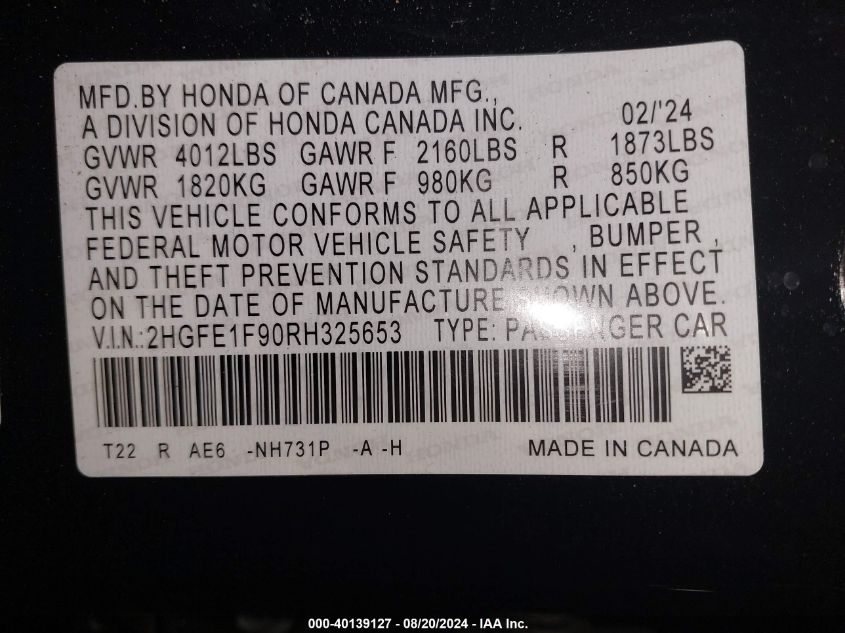 MFD.BY HONDA OF CANADA MFG.,
A DIVISION OF HONDA CANADA INC. 02/'24
GVWR 4012LBS GAWR F 2160LBS R 1873LBS
GVWR 1820KG GAWR F 980KG R 850KG
THIS VEHICLE CONFORMS TO ALL APPLICABLE
FEDERAL MOTOR VEHICLE SAFETY , BUMPER ,
AND THEFT PREVENTION STANDARDS IN EFFECT
ON THE DATE OF MANUFACTURE SHOWN ABOVE.
V.I.N.:2HGFE1F90RH325653 TYPE: PASSENGER CAR
T22 R AE6 -NH731P -A -H MADE IN CANADA
000-40139127 - 08/20/2024 - IAA Inc.